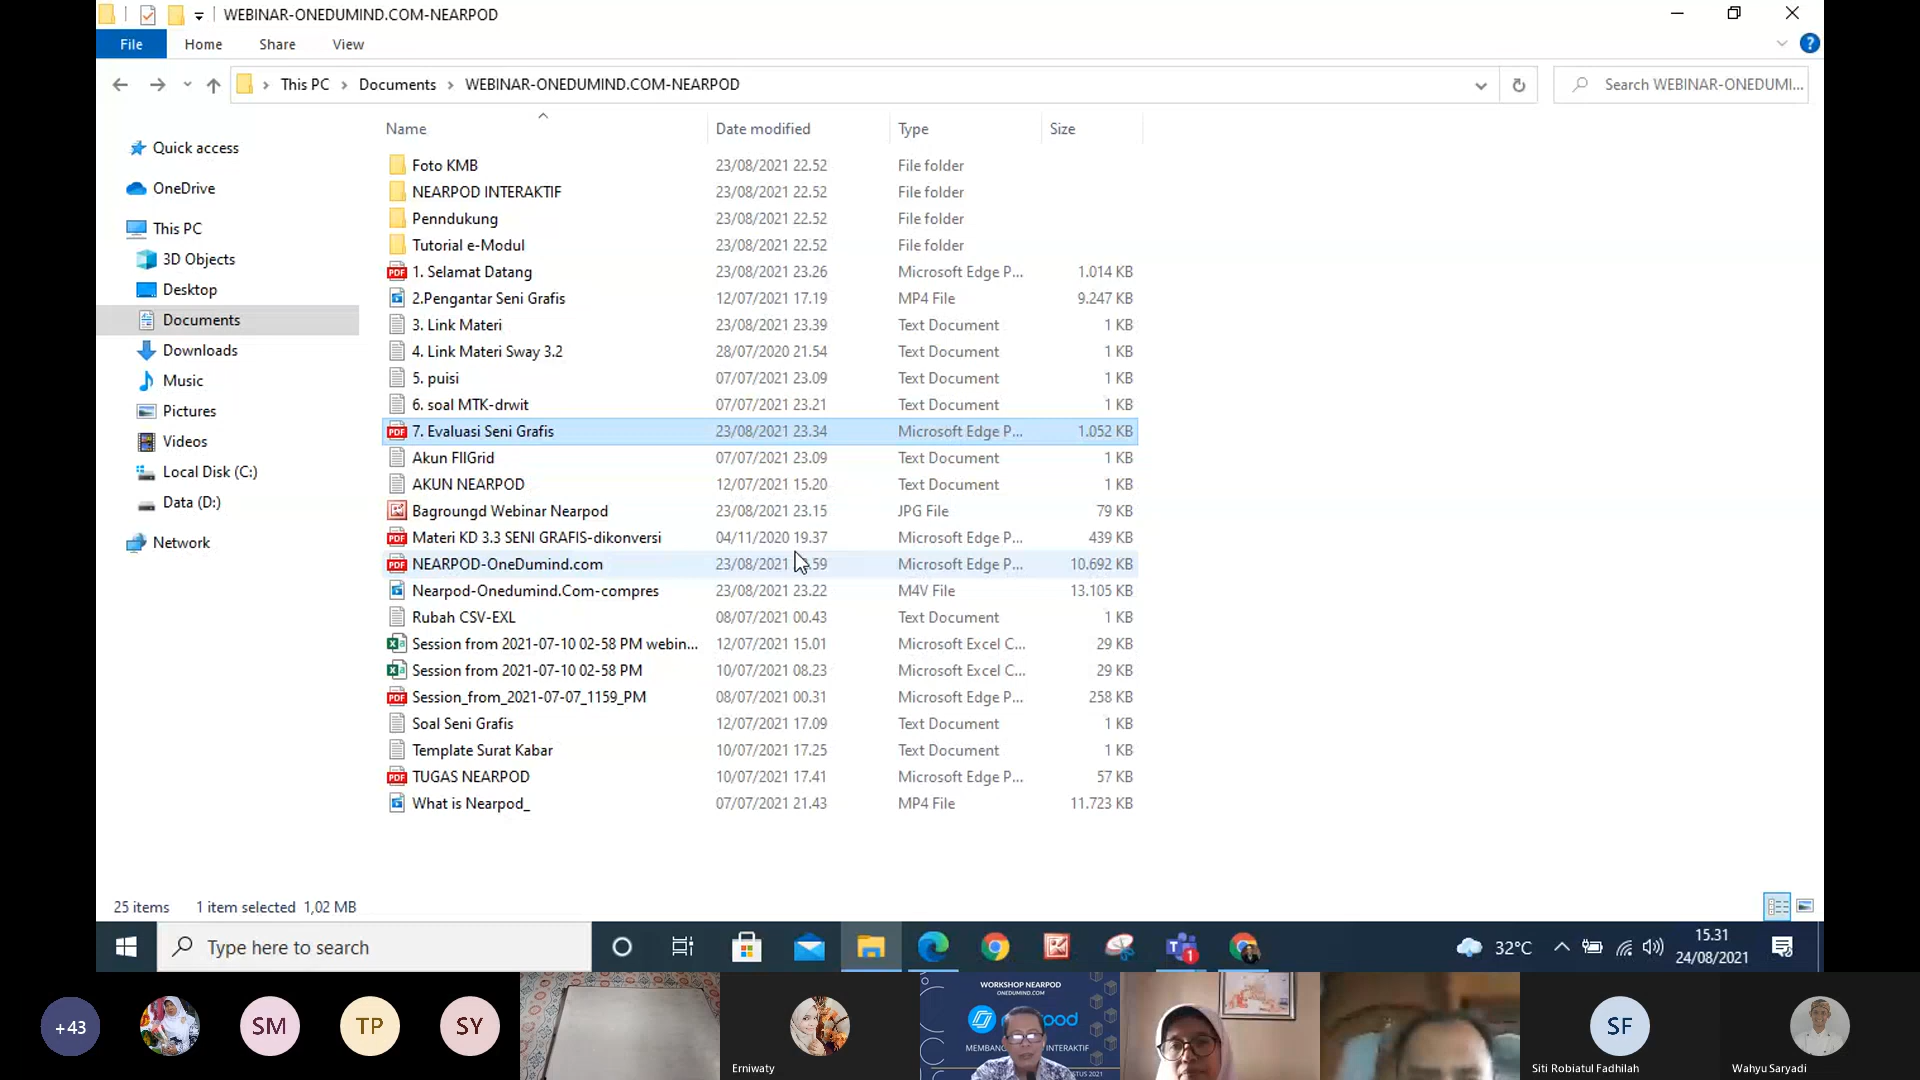 WEBINAR-ONEDUMIND.COM-NEARPOD
File Home Share View
This PC Documents WEBINAR-ONEDUMIND.COM-NEARPOD
Search WEBINAR-ONEDUMI...
Name Date modified Type Size
Quick access
OneDrive
This PC
3D Objects
Desktop
Documents
Downloads
Music
Pictures
Videos
Local Disk (C:)
Data (D:)
Network
Foto KMB 23/08/2021 22.52 File folder
NEARPOD INTERAKTIF 23/08/2021 22.52 File folder
Penndukung 23/08/2021 22.52 File folder
Tutorial e-Modul 23/08/2021 22.52 File folder
1. Selamat Datang 23/08/2021 23.26 Microsoft Edge P... 1.014 KB
2.Pengantar Seni Grafis 12/07/2021 17.19 MP4 File 9.247 KB
3. Link Materi 23/08/2021 23.39 Text Document 1 KB
4. Link Materi Sway 3.2 28/07/2020 21.54 Text Document 1 KB
5. puisi 07/07/2021 23.09 Text Document 1 KB
6. soal MTK-drwit 07/07/2021 23.21 Text Document 1 KB
7. Evaluasi Seni Grafis 23/08/2021 23.34 Microsoft Edge P... 1.052 KB
Akun FlIGrid 07/07/2021 23.09 Text Document 1 KB
AKUN NEARPOD 12/07/2021 15.20 Text Document 1 KB
Bagroungd Webinar Nearpod 23/08/2021 23.15 JPG File 79 KB
Materi KD 3.3 SENI GRAFIS-dikonversi 04/11/2020 19.37 Microsoft Edge P... 439 KB
NEARPOD-OneDumind.com 23/08/2021 .59 Microsoft Edge P... 10.692 KB
Nearpod-Onedumind.Com-compres 23/08/2021 23.22 M4V File 13.105 KB
Rubah CSV-EXL 08/07/2021 00.43 Text Document 1 KB
Session from 2021-07-10 02-58 PM webin... 12/07/2021 15.01 Microsoft Excel C... 29 KB
Session from 2021-07-10 02-58 PM 10/07/2021 08.23 Microsoft Excel C... 29 KB
Session_from_2021-07-07_1159_PM 08/07/2021 00.31 Microsoft Edge P... 258 KB
Soal Seni Grafis 12/07/2021 17.09 Text Document 1 KB
Template Surat Kabar 10/07/2021 17.25 Text Document 1 KB
TUGAS NEARPOD 10/07/2021 17.41 Microsoft Edge P... 57 KB
What is Nearpod_ 07/07/2021 21.43 MP4 File 11.723 KB
25 items 1 item selected 1,02 MB
Type here to search
1
32°C
15.31
24/08/2021
+43
SM
TP
SY
Erniwaty
WORKSHOP NEARPOD
ONEDUMIND.COM
SF
Siti Robiatul Fadhilah
Wahyu Saryadi